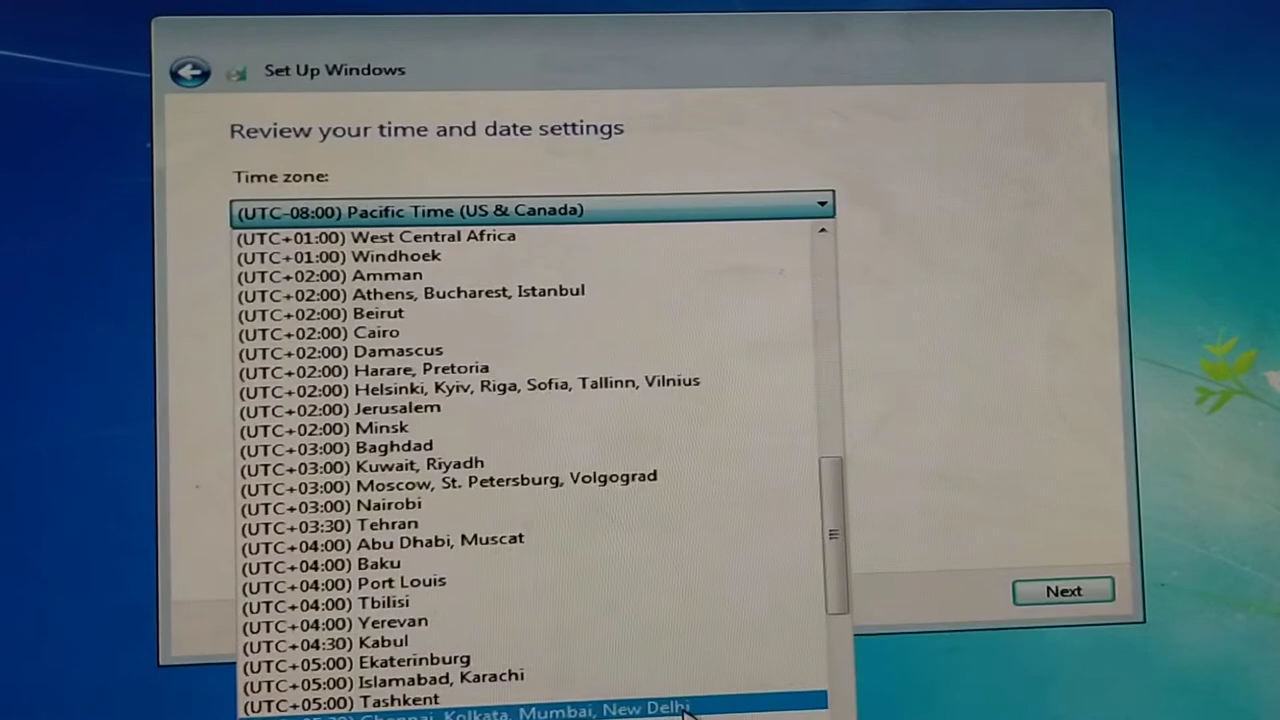 Set Up Windows
Review your time and date settings
Time zone:
(UTC-08:00) Pacific Time (US & Canada)
(UTC+01:00) West Central Africa
(UTC+01:00) Windhoek
(UTC+02:00) Amman
(UTC+02:00) Athens, Bucharest, Istanbul
(UTC+02:00) Beirut
(UTC+02:00) Cairo
(UTC+02:00) Damascus
(UTC+02:00) Harare, Pretoria
(UTC+02:00) Helsinki, Kyiv, Riga, Sofia, Tallinn, Vilnius
(UTC+02:00) Jerusalem
(UTC+02:00) Minsk
(UTC+03:00) Baghdad
(UTC+03:00) Kuwait, Riyadh
(UTC+03:00) Moscow, St. Petersburg, Volgograd
(UTC+03:00) Nairobi
(UTC+03:30) Tehran
(UTC+04:00) Abu Dhabi, Muscat
(UTC+04:00) Baku
(UTC+04:00) Port Louis
(UTC+04:00) Tbilisi
(UTC+04:00) Yerevan
(UTC+04:30) Kabul
(UTC+05:00) Ekaterinburg
(UTC+05:00) Islamabad, Karachi
(UTC+05:00) Tashkent
Chennai, Kolkata, Mumbai, New Delhi
Next